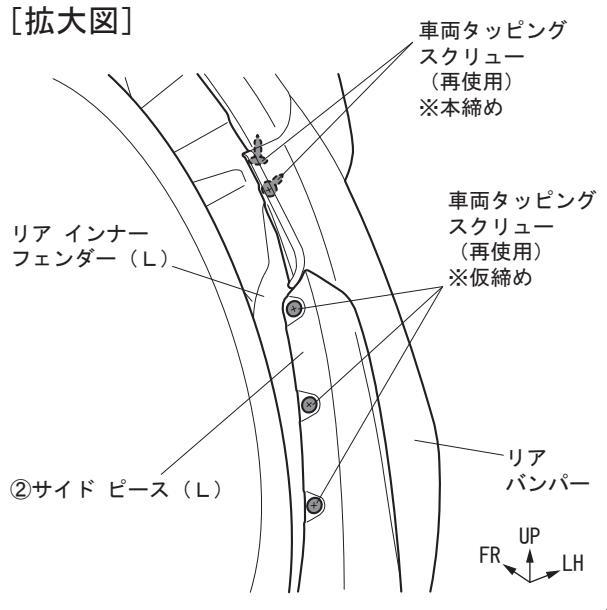 [拡大図]
車両タッピング
スクリュー
(再使用)
※本締め
車両タッピング
スクリュー
(再使用)
※仮締め
リア インナー
フェンダー(L)
②サイド ピース(L)
リア
バンパー
UP
FR
LH